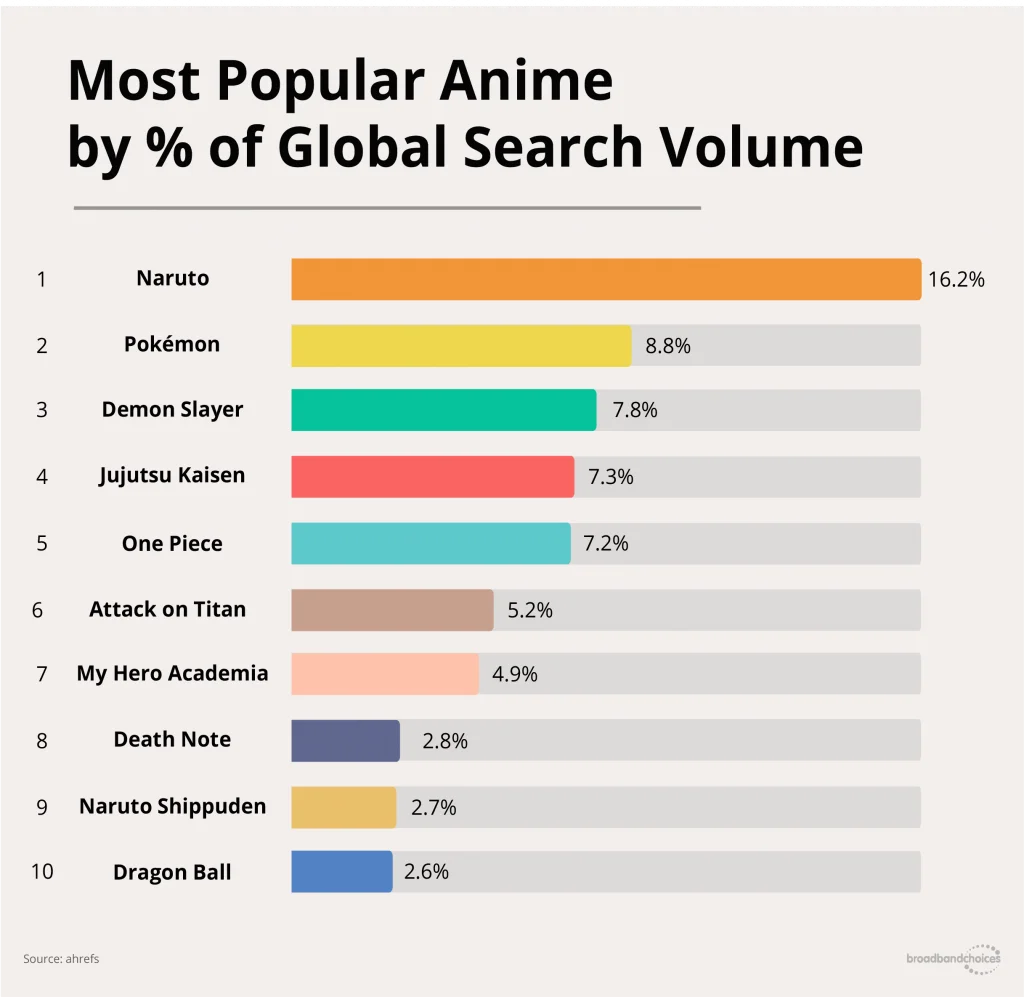 Most Popular Anime
by % of Global Search Volume
1 Naruto 16.2%
2 Pokémon 8.8%
3 Demon Slayer 7.8%
4 Jujutsu Kaisen 7.3%
5 One Piece 7.2%
6 Attack on Titan 5.2%
7 My Hero Academia 4.9%
8 Death Note 2.8%
9 Naruto Shippuden 2.7%
10 Dragon Ball 2.6%
Source: ahrefs broadbandchoices